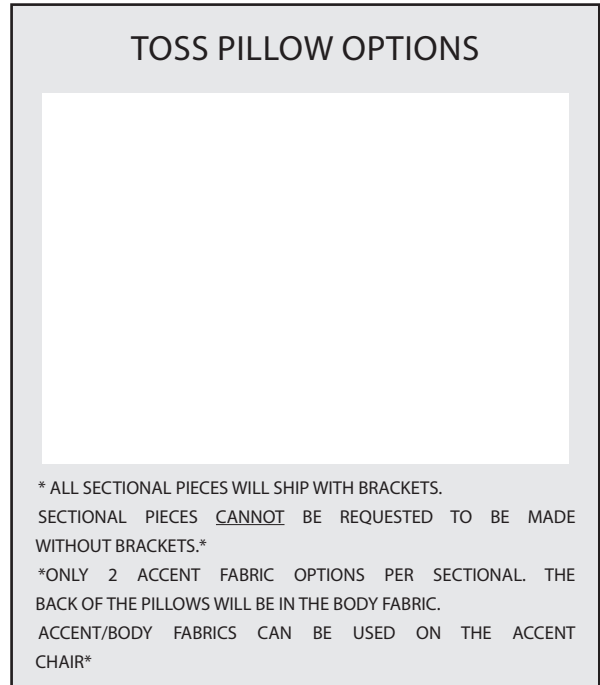 TOSS PILLOW OPTIONS
* ALL SECTIONAL PIECES WILL SHIP WITH BRACKETS.
SECTIONAL PIECES CANNOT BE REQUESTED TO BE MADE
WITHOUT BRACKETS.*
*ONLY 2 ACCENT FABRIC OPTIONS PER SECTIONAL. THE
BACK OF THE PILLOWS WILL BE IN THE BODY FABRIC.
ACCENT/BODY FABRICS CAN BE USED ON THE ACCENT
CHAIR*